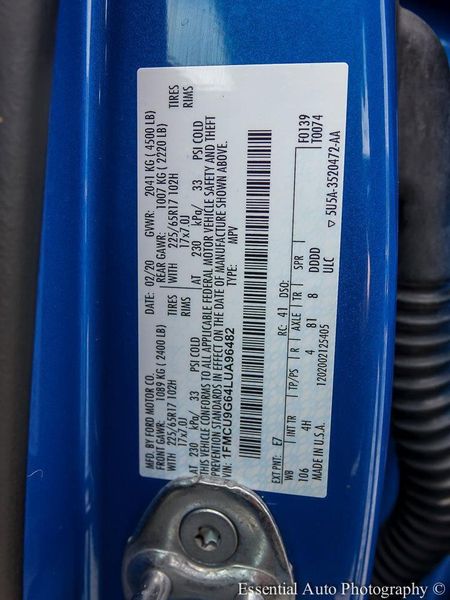 MFD. BY FORD MOTOR CO.
DATE: 02/20 GVWR: 2041 KG ( 4500 LB)
FRONT GAWR: 1089 KG ( 2400 LB) REAR GAWR: 1007 KG ( 2220 LB)
225/65R17 102H TIRES WITH 225/65R17 102H TIRES
17x7.0J RIMS 17x7.0J RIMS
AT 230 kPa/ 33 PSI COLD AT 230 kPa/ 33 PSI COLD
THIS VEHICLE CONFORMS TO ALL APPLICABLE FEDERAL MOTOR VEHICLE SAFETY AND THEFT
PREVENTION STANDARDS IN EFFECT ON THE DATE OF MANUFACTURE SHOWN ABOVE.
VIN: 1FMCU9G64LUA96482 TYPE: MPV
F0139
T0074
EXT PNT: E7 RC: 41 DSO:
WB INT TR TP/PS R AXLE TR SPR
106 4H 4 81 8 DDDD
ULC
MADE IN U.S.A. 1202002125405
▽ 5U5A-3520472-AA
Essential Auto Photography ©